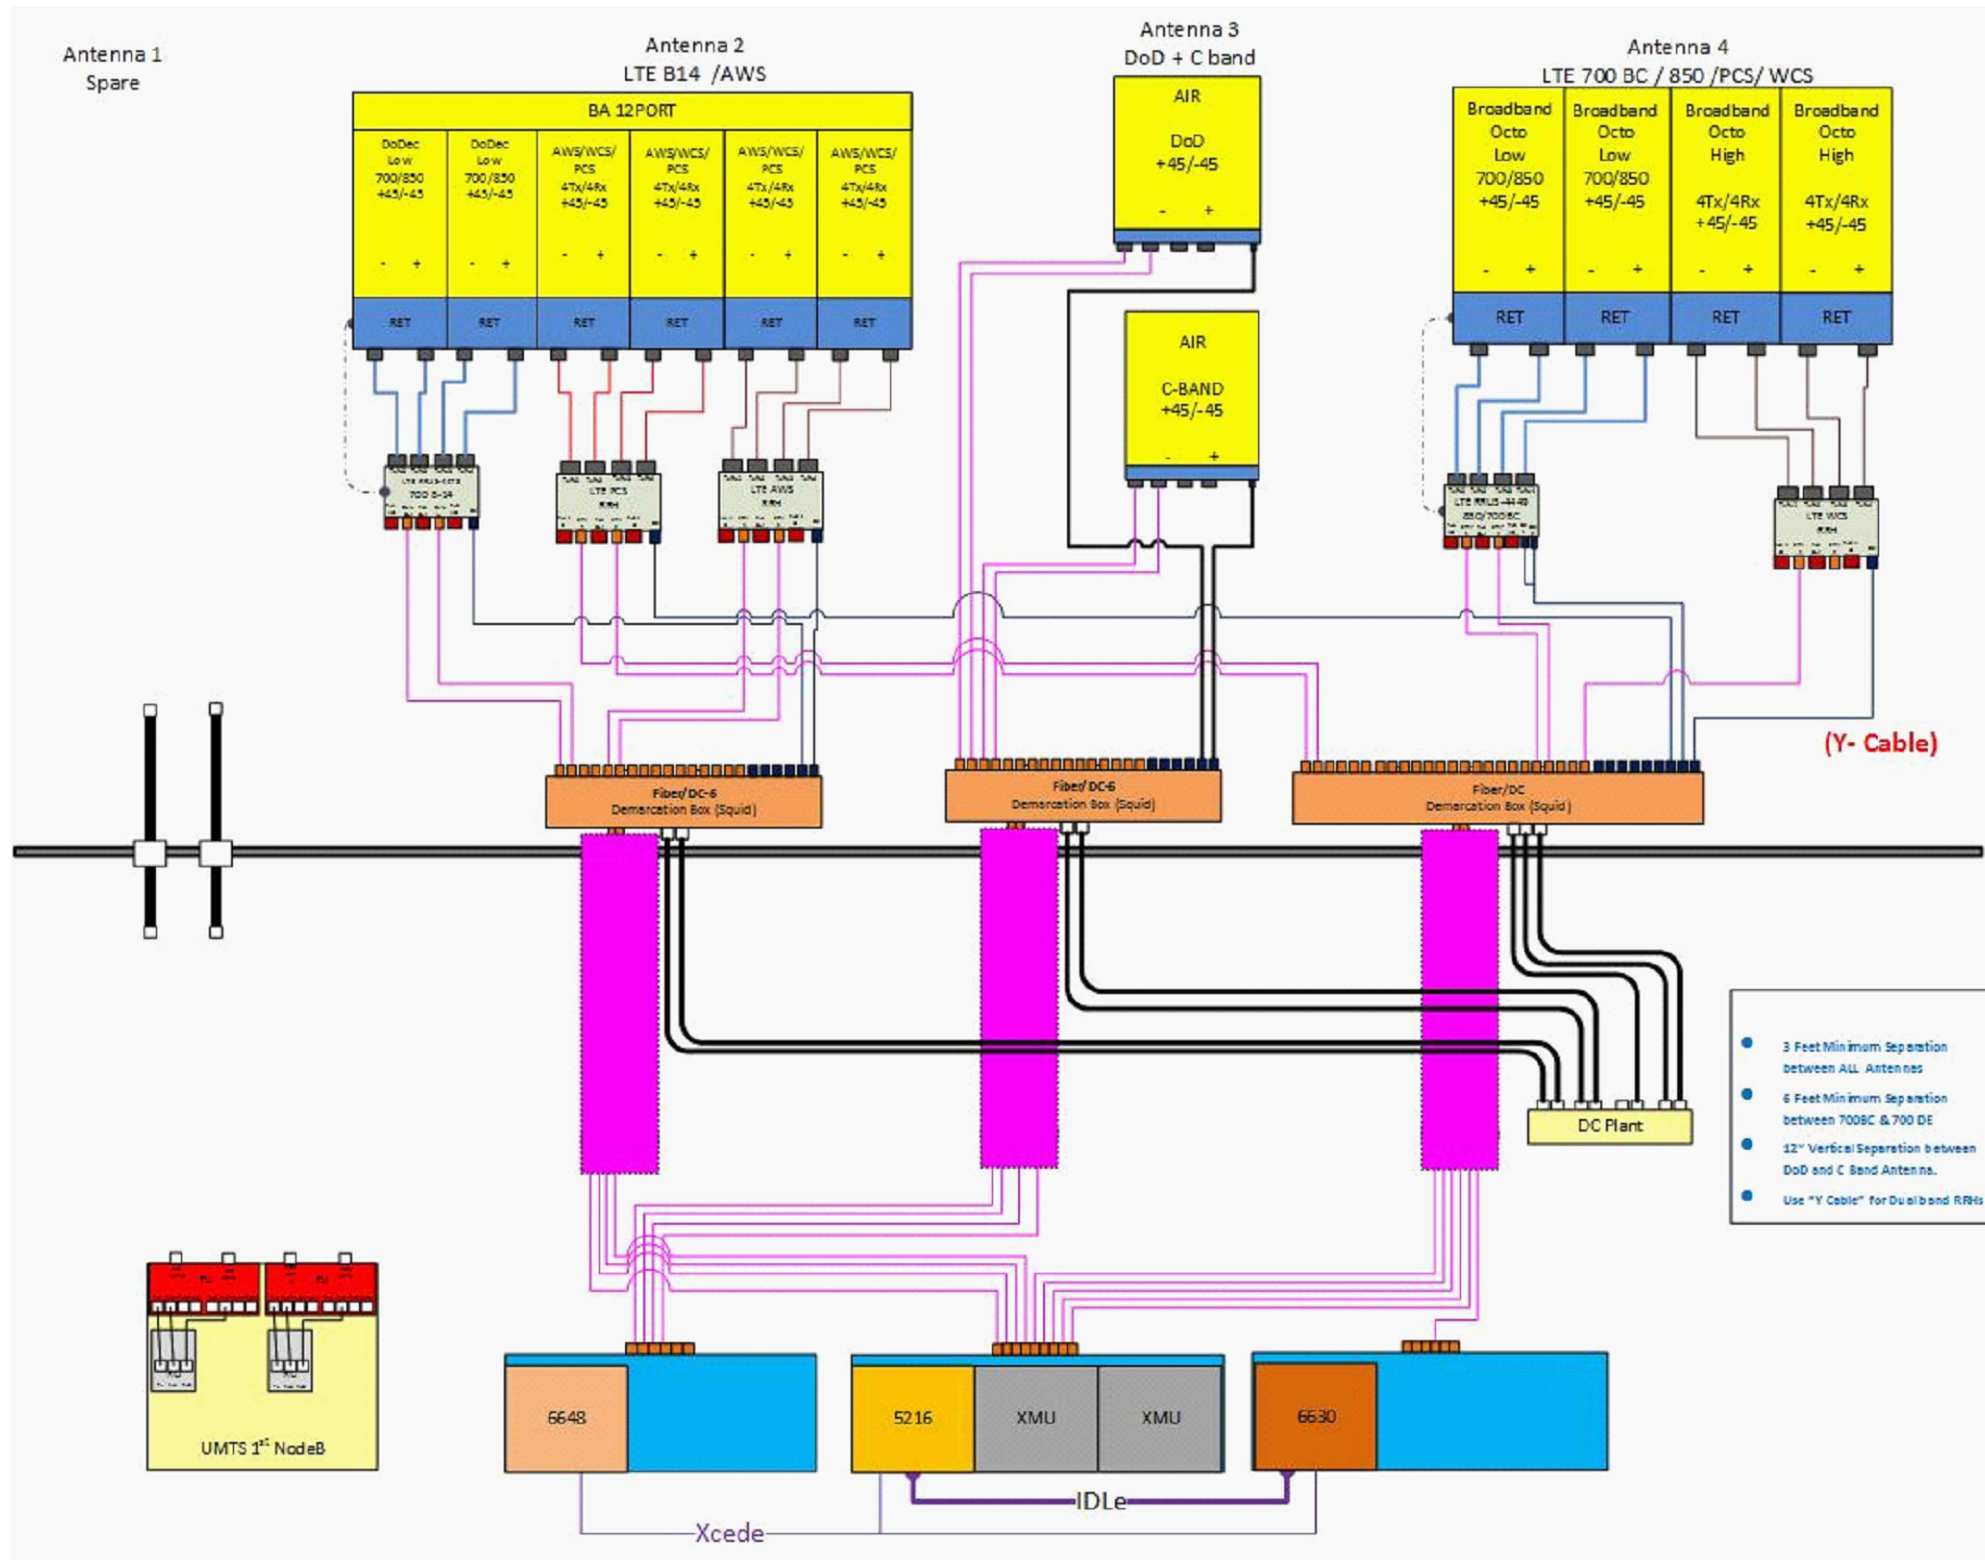 Antenna 1
Spare
Antenna 2
LTE B14 /AWS
Antenna 3
DoD + C band
Antenna 4
LTE 700 BC / 850 /PCS/ WCS
BA 12PORT
DoDec
Low
700/850
+45/-45
- +
RET
DoDec
Low
700/850
+45/-45
- +
RET
AWS/WCS/
PCS
4Tx/4Rx
+45/-45
- +
RET
AWS/WCS/
PCS
4Tx/4Rx
+45/-45
- +
RET
AWS/WCS/
PCS
4Tx/4Rx
+45/-45
- +
RET
AWS/WCS/
PCS
4Tx/4Rx
+45/-45
- +
RET
AIR
DoD
+45/-45
- +
AIR
C-BAND
+45/-45
- +
Broadband
Octo
Low
700/850
+45/-45
- +
RET
Broadband
Octo
Low
700/850
+45/-45
- +
RET
Broadband
Octo
High
4Tx/4Rx
+45/-45
- +
RET
Broadband
Octo
High
4Tx/4Rx
+45/-45
- +
RET
700 B-14
LTE PCS
RRH
LTE AWS
RRH
850/700BC
LTE WCS
RRH
(Y- Cable)
Fiber/DC-6
Demarcation Box (Squid)
Fiber/DC-6
Demarcation Box (Squid)
Fiber/DC
Demarcation Box (Squid)
DC Plant
3 Feet Minimum Separation
between ALL Antennas
6 Feet Minimum Separation
between 700BC & 700 DE
12" Vertical Separation between
DoD and C Band Antenna.
Use "Y Cable" for Dual band RRHs
UMTS 1st NodeB
6648
5216
XMU
XMU
6630
IDLe
Xcede